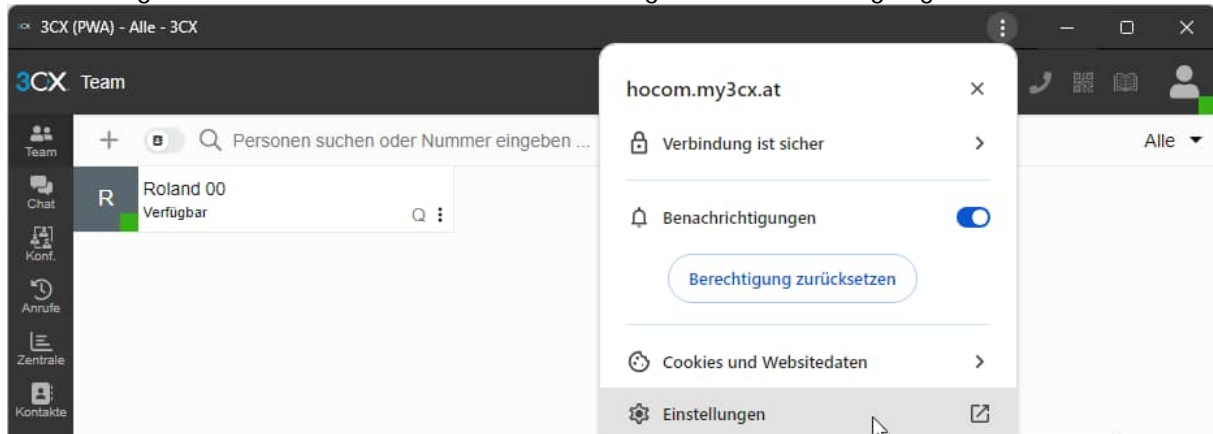 3CX (PWA) - Alle - 3CX
3CX Team
hocom.my3cx.at
Team
Personen suchen oder Nummer eingeben ...
Verbindung ist sicher
Alle
Chat
R
Roland 00
Verfügbar
Q
Benachrichtigungen
Konf.
Berechtigung zurücksetzen
Anrufe
Zentrale
Cookies und Websitedaten
Kontakte
Einstellungen